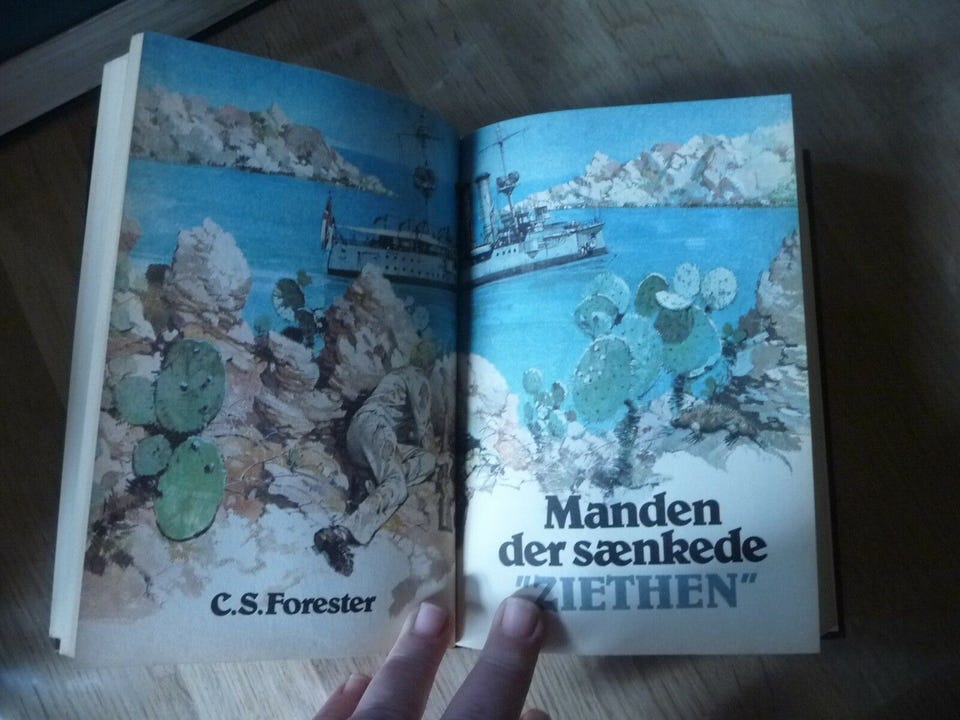 C.S.Forester
Manden
der sænkede
"ZIETHEN"